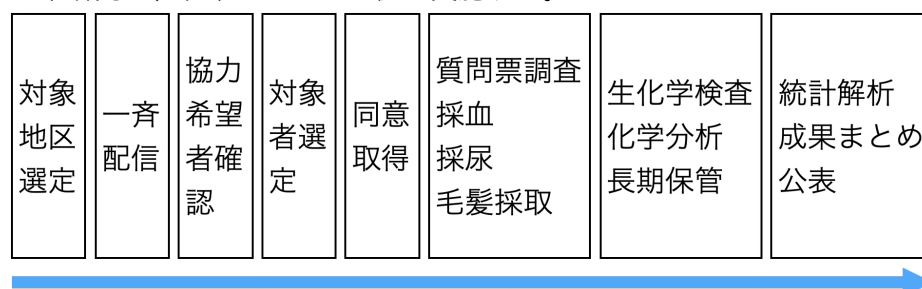 対象
地区
選定
一斉
配信
協力
希望
者確
認
対象
者選
定
同意
取得
質問票調査
採血
採尿
毛髪採取
生化学検査
化学分析
長期保管
統計解析
成果まとめ
公表